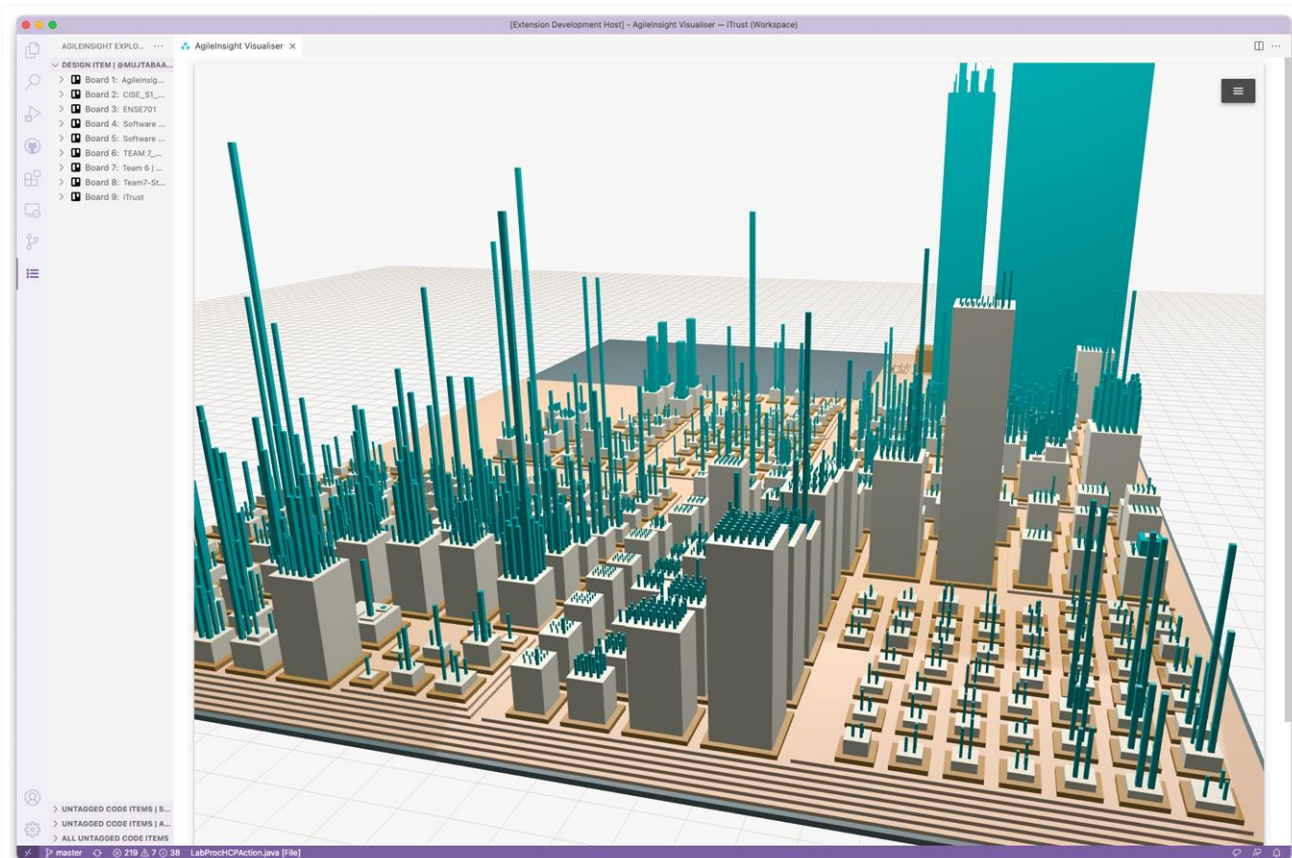 [Extension Development Host] - AgileInsight Visualiser — iTrust (Workspace)
AGILEINSIGHT EXPLO... ···
AgileInsight Visualiser ×
DESIGN ITEM | @MUJTABAA...
Board 1: AgileInsig...
Board 2: CISE_S1_...
Board 3: ENSE701
Board 4: Software ...
Board 5: Software ...
Board 6: TEAM 7_...
Board 7: Team 6 | ...
Board 8: Team7-St...
Board 9: iTrust
UNTAGGED CODE ITEMS | S...
UNTAGGED CODE ITEMS | A...
ALL UNTAGGED CODE ITEMS
master 219 7 38 LabProcHCPAction.java [File]